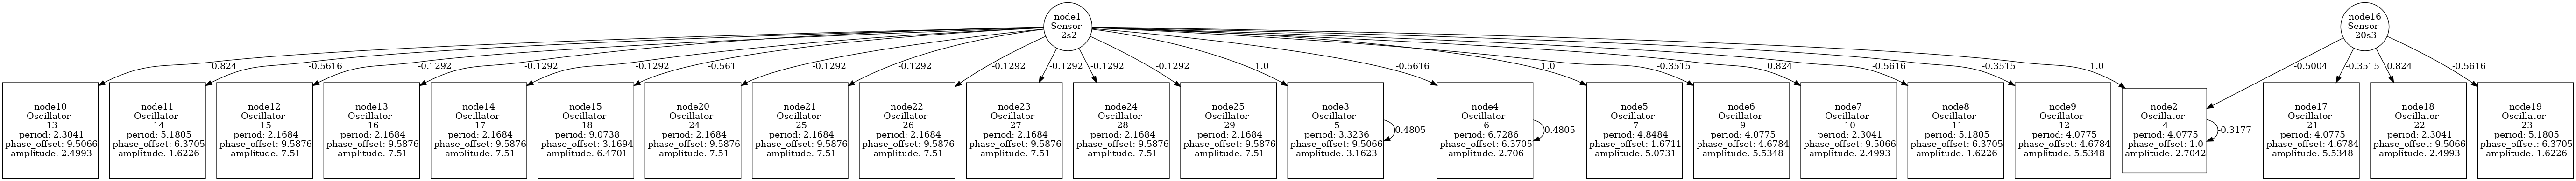 node1
Sensor
2s2
node16
Sensor
20s3
0.824
-0.5616
-0.1292
-0.1292
-0.1292
-0.561
-0.1292
-0.1292
-0.1292
-0.1292
-0.1292
-0.1292
1.0
-0.5616
1.0
-0.3515
0.824
-0.5616
-0.3515
1.0
-0.5004
-0.3515
0.824
-0.5616
node10
Oscillator
13
period: 2.3041
phase_offset: 9.5066
amplitude: 2.4993
node11
Oscillator
14
period: 5.1805
phase_offset: 6.3705
amplitude: 1.6226
node12
Oscillator
15
period: 2.1684
phase_offset: 9.5876
amplitude: 7.51
node13
Oscillator
16
period: 2.1684
phase_offset: 9.5876
amplitude: 7.51
node14
Oscillator
17
period: 2.1684
phase_offset: 9.5876
amplitude: 7.51
node15
Oscillator
18
period: 9.0738
phase_offset: 3.1694
amplitude: 6.4701
node20
Oscillator
24
period: 2.1684
phase_offset: 9.5876
amplitude: 7.51
node21
Oscillator
25
period: 2.1684
phase_offset: 9.5876
amplitude: 7.51
node22
Oscillator
26
period: 2.1684
phase_offset: 9.5876
amplitude: 7.51
node23
Oscillator
27
period: 2.1684
phase_offset: 9.5876
amplitude: 7.51
node24
Oscillator
28
period: 2.1684
phase_offset: 9.5876
amplitude: 7.51
node25
Oscillator
29
period: 2.1684
phase_offset: 9.5876
amplitude: 7.51
node3
Oscillator
5
period: 3.3236
phase_offset: 9.5066
amplitude: 3.1623
0.4805
node4
Oscillator
6
period: 6.7286
phase_offset: 6.3705
amplitude: 2.706
0.4805
node5
Oscillator
7
period: 4.8484
phase_offset: 1.6711
amplitude: 5.0731
node6
Oscillator
9
period: 4.0775
phase_offset: 4.6784
amplitude: 5.5348
node7
Oscillator
10
period: 2.3041
phase_offset: 9.5066
amplitude: 2.4993
node8
Oscillator
11
period: 5.1805
phase_offset: 6.3705
amplitude: 1.6226
node9
Oscillator
12
period: 4.0775
phase_offset: 4.6784
amplitude: 5.5348
node2
Oscillator
4
period: 4.0775
phase_offset: 1.0
amplitude: 2.7042
-0.3177
node17
Oscillator
21
period: 4.0775
phase_offset: 4.6784
amplitude: 5.5348
node18
Oscillator
22
period: 2.3041
phase_offset: 9.5066
amplitude: 2.4993
node19
Oscillator
23
period: 5.1805
phase_offset: 6.3705
amplitude: 1.6226